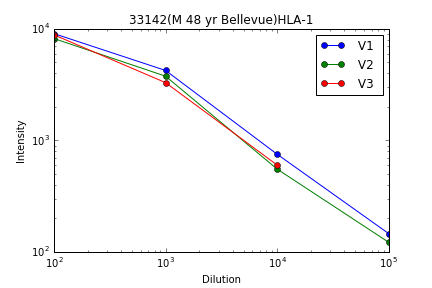 33142(M 48 yr Bellevue)HLA-1
V1
V2
V3
Intensity
10^4
10^3
10^2
10^2 10^3 10^4 10^5
Dilution